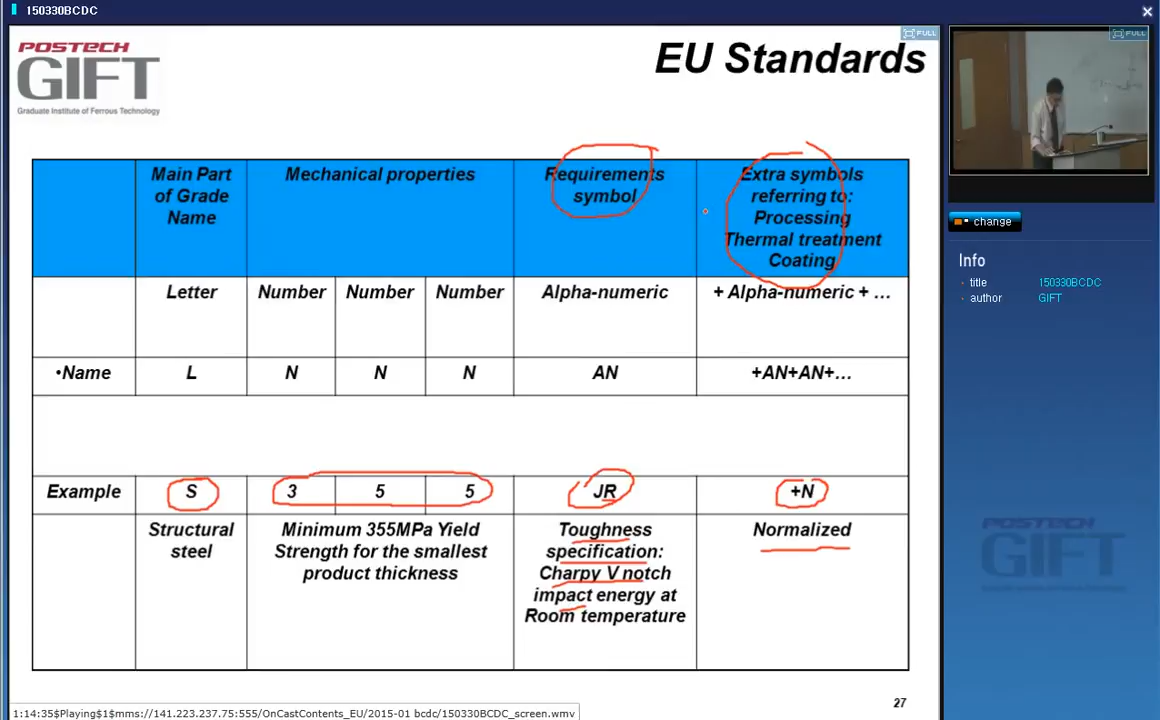 150330BCDC
POSTECH
GIFT
Graduate Institute of Ferrous Technology
EU Standards
FULL
FULL
Main Part of Grade Name
Mechanical properties
Requirements symbol
Extra symbols referring to: Processing Thermal treatment Coating
Letter
Number
Number
Number
Alpha-numeric
+ Alpha-numeric + ...
•Name
L
N
N
N
AN
+AN+AN+...
Example
S
3
5
5
JR
+N
Structural steel
Minimum 355MPa Yield Strength for the smallest product thickness
Toughness specification: Charpy V notch impact energy at Room temperature
Normalized
27
1:14:35$Playing$1$mms://141.223.237.75:555/OnCastContents_EU/2015-01 bcdc/150330BCDC_screen.wmv
change
Info
title
150330BCDC
author
GIFT
POSTECH
GIFT